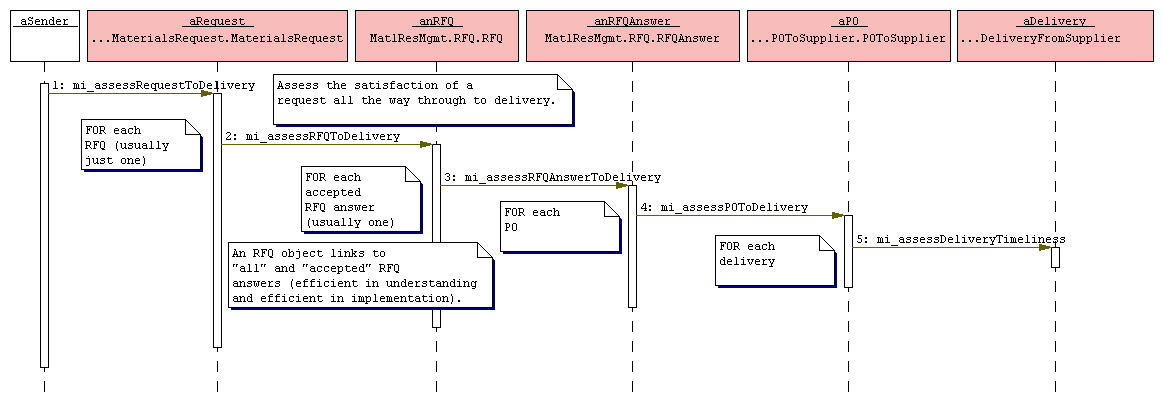 aSender
aRequest
...MaterialsRequest.MaterialsRequest
anRFQ
MatlResMgmt.RFQ.RFQ
anRFQAnswer
MatlResMgmt.RFQ.RFQAnswer
aPO
...POToSupplier.POToSupplier
aDelivery
...DeliveryFromSupplier
1: mi_assessRequestToDelivery
Assess the satisfaction of a
request all the way through to delivery.
FOR each
RFQ (usually
just one)
2: mi_assessRFQToDelivery
FOR each
accepted
RFQ answer
(usually one)
3: mi_assessRFQAnswerToDelivery
FOR each
PO
4: mi_assessPOToDelivery
FOR each
delivery
5: mi_assessDeliveryTimeliness
An RFQ object links to
"all" and "accepted" RFQ
answers (efficient in understanding
and efficient in implementation).